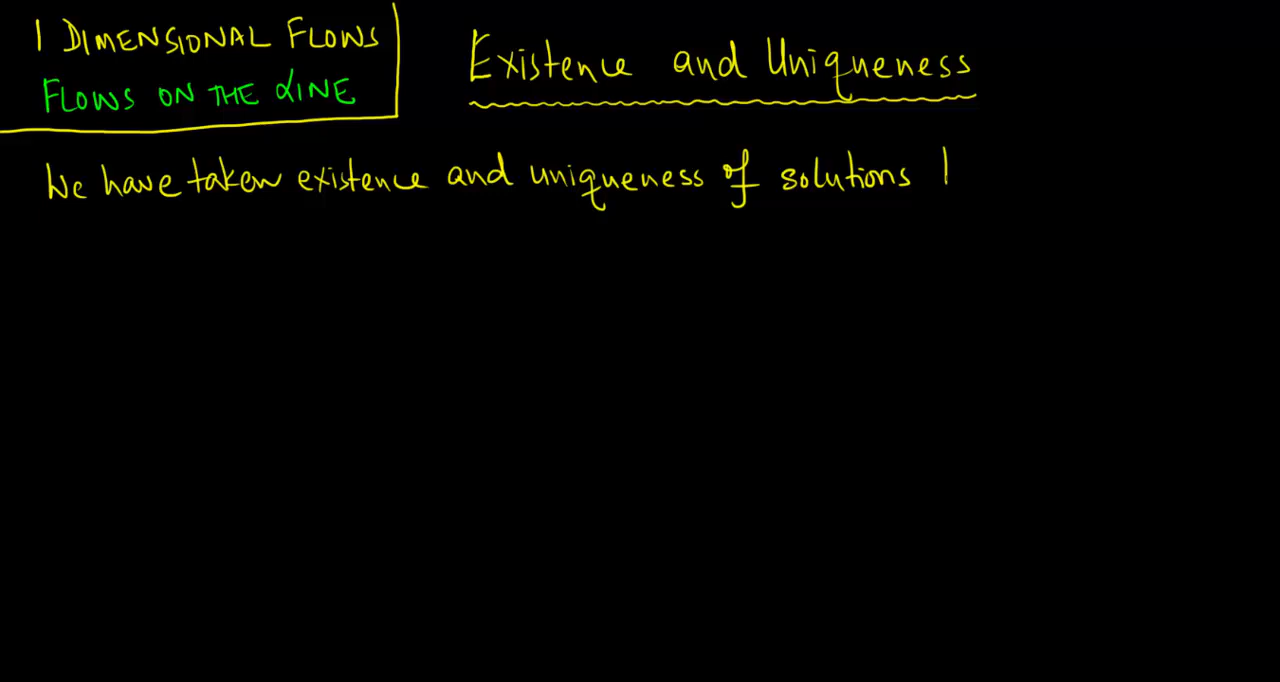 1 DIMENSIONAL FLOWS
FLOWS ON THE LINE
Existence and Uniqueness
We have taken existence and uniqueness of solutions